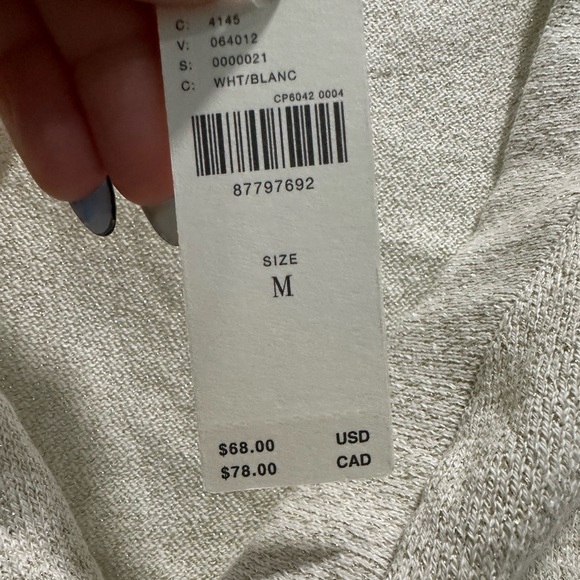 C: 4145
V: 064012
S: 0000021
C: WHT/BLANC
CP6042 0004
87797692
SIZE
M
$68.00 USD
$78.00 CAD